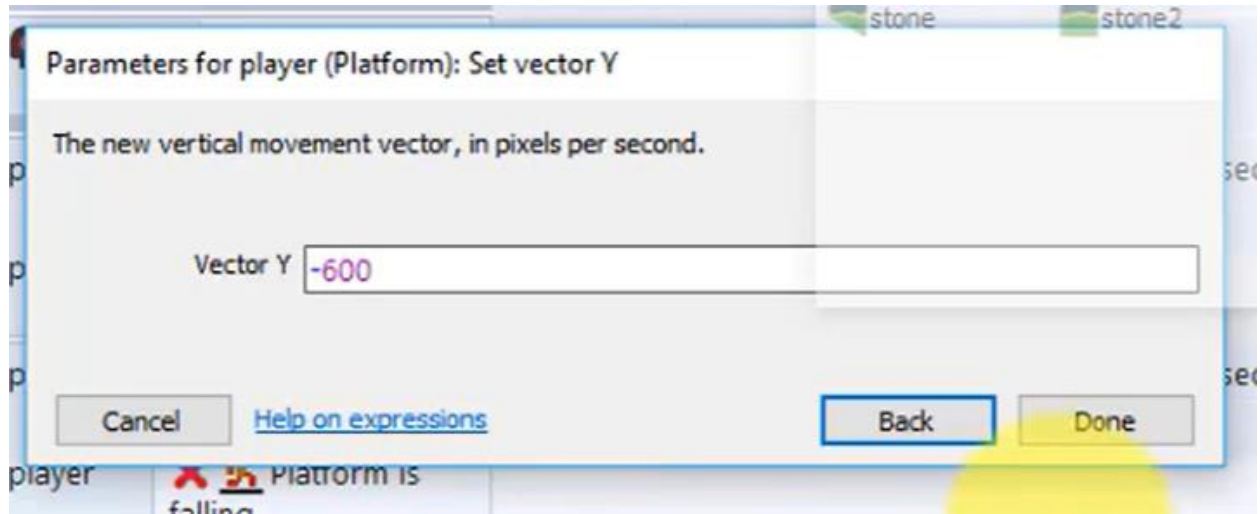 stone stone2
Parameters for player (Platform): Set vector Y
The new vertical movement vector, in pixels per second.
Vector Y -600
Cancel Help on expressions Back Done
player Platform is
falling